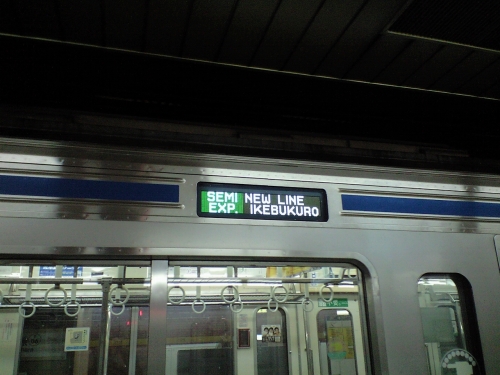 SEMI NEW LINE
EXP. IKEBUKURO